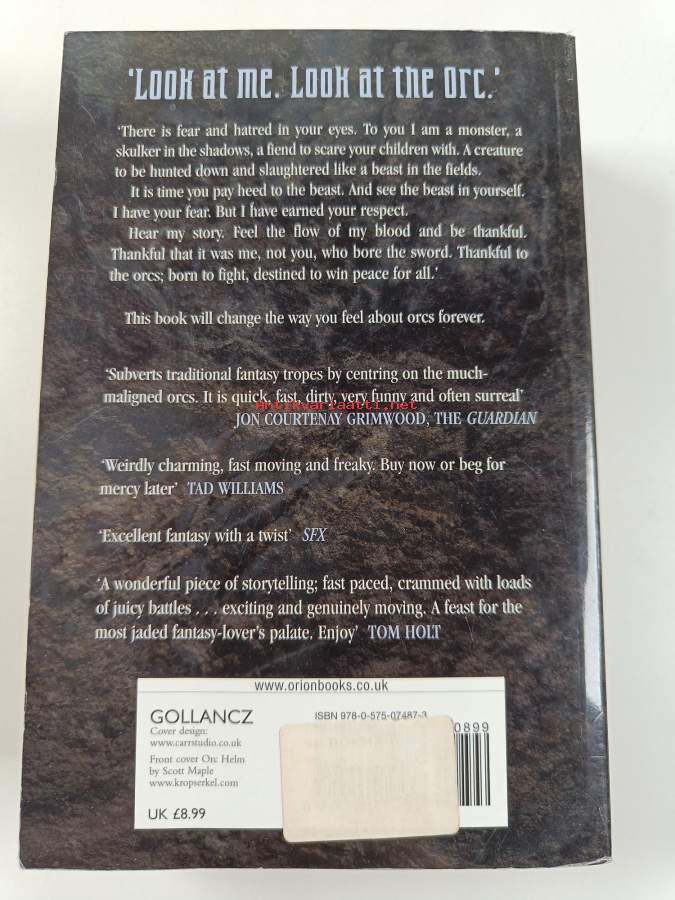 'Look at me. Look at the Orc.'
'There is fear and hatred in your eyes. To you I am a monster, a
skulker in the shadows, a fiend to scare your children with. A creature
to be hunted down and slaughtered like a beast in the fields.
It is time you pay heed to the beast. And see the beast in yourself.
I have your fear. But I have earned your respect.
Hear my story. Feel the flow of my blood and be thankful.
Thankful that it was me, not you, who bore the sword. Thankful to
the orcs; born to fight, destined to win peace for all.'
This book will change the way you feel about orcs forever.
'Subverts traditional fantasy tropes by centring on the much-
maligned orcs. It is quick, fast, dirty, very funny and often surreal'
Antikvariaatti.net
JON COURTENAY GRIMWOOD, THE GUARDIAN
'Weirdly charming, fast moving and freaky. Buy now or beg for
mercy later' TAD WILLIAMS
'Excellent fantasy with a twist' SFX
'A wonderful piece of storytelling; fast paced, crammed with loads
of juicy battles . . . exciting and genuinely moving. A feast for the
most jaded fantasy-lover's palate. Enjoy' TOM HOLT
www.orionbooks.co.uk
GOLLANCZ
Cover design:
www.carrstudio.co.uk
Front cover Orc Helm
by Scott Maple
www.kropserkel.com
UK £8.99
ISBN 978-0-575-07487-3
0899